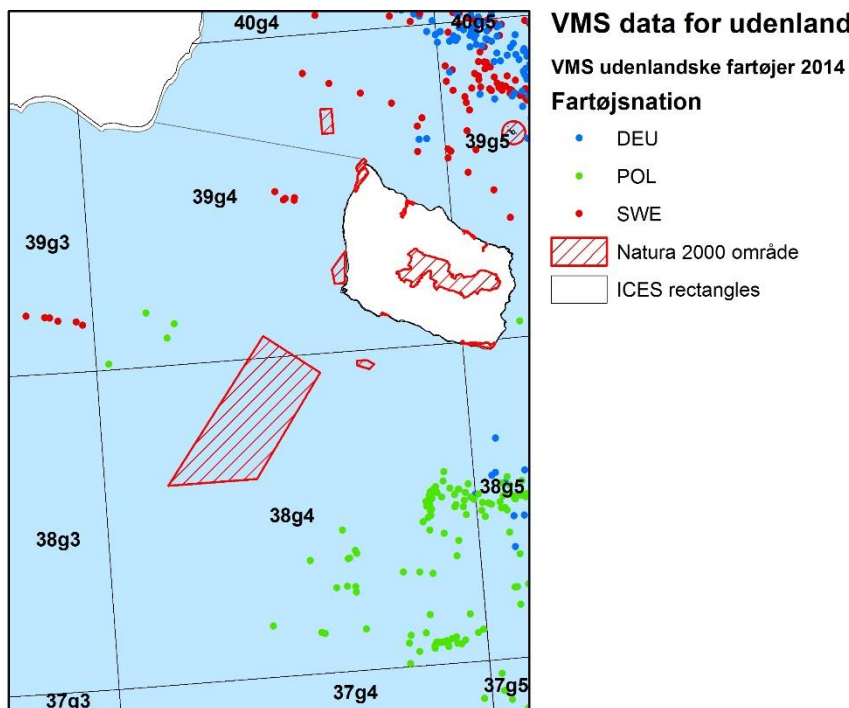 VMS data for udenland
VMS udenlandske fartøjer 2014
Fartøjsnation
DEU
POL
SWE
Natura 2000 område
ICES rectangles
40g4
40g5
39g5
39g4
39g3
38g5
38g4
38g3
37g5
37g4
37g3